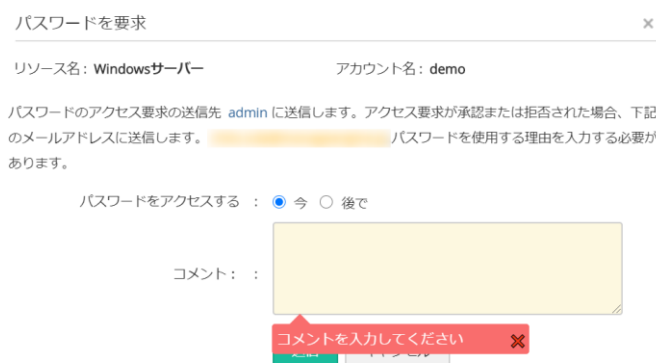 パスワードを要求 ×
リソース名： Windowsサーバー アカウント名： demo
パスワードのアクセス要求の送信先 admin に送信します。アクセス要求が承認または拒否された場合、下記
のメールアドレスに送信します。 パスワードを使用する理由を入力する必要が
あります。
パスワードをアクセスする ： 今 後で
コメント： ：
コメントを入力してください
送信 キャンセル